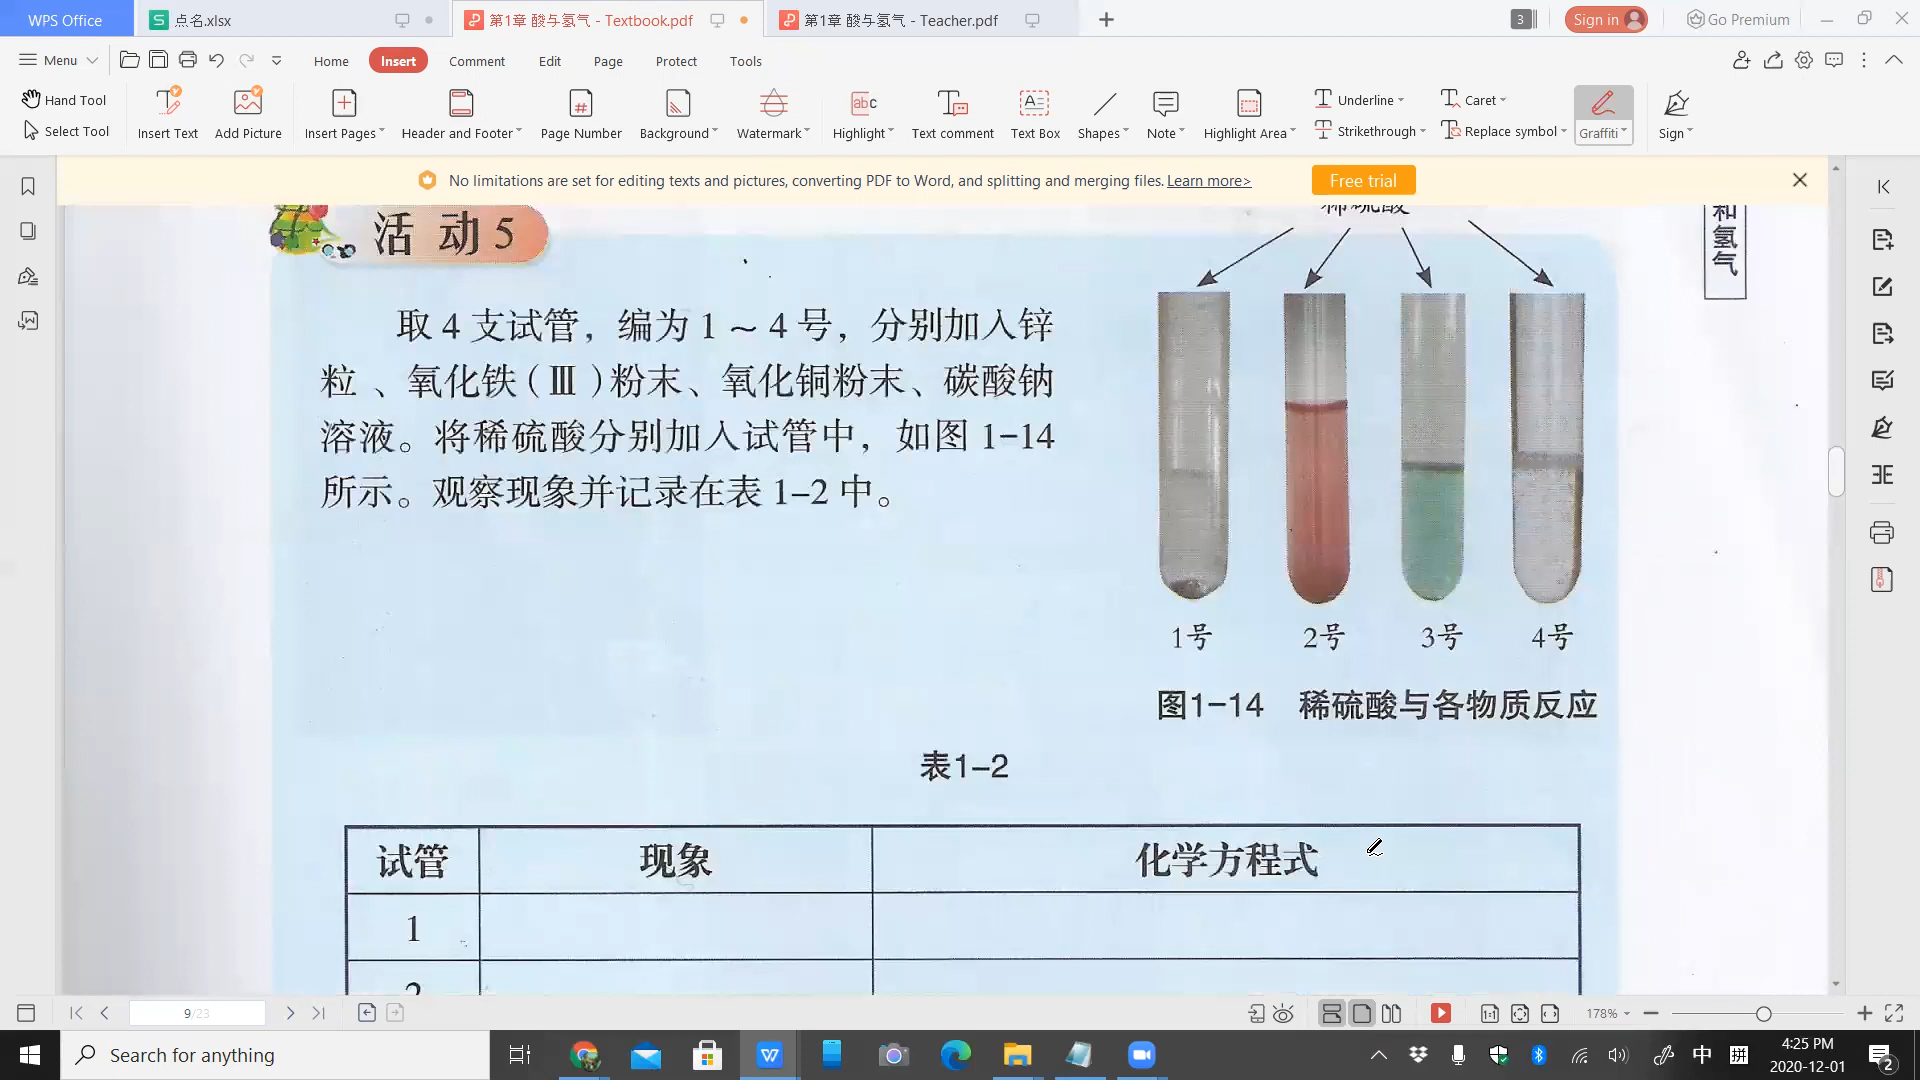 WPS Office
点名.xlsx
第1章 酸与氢气 - Textbook.pdf
第1章 酸与氢气 - Teacher.pdf
3
Sign in
Go Premium
Menu
Home
Insert
Comment
Edit
Page
Protect
Tools
Hand Tool
Select Tool
Insert Text
Add Picture
Insert Pages
Header and Footer
Page Number
Background
Watermark
Highlight
Text comment
Text Box
Shapes
Note
Highlight Area
Underline
Strikethrough
Caret
Replace symbol
Graffiti
Sign
No limitations are set for editing texts and pictures, converting PDF to Word, and splitting and merging files. Learn more>
Free trial
活动5
稀硫酸
和氢气
取 4 支试管，编为 1 ～ 4 号，分别加入锌
粒 、氧化铁（Ⅲ）粉末、氧化铜粉末、碳酸钠
溶液。将稀硫酸分别加入试管中，如图 1-14
所示。观察现象并记录在表 1-2 中。
1号 2号 3号 4号
图1-14 稀硫酸与各物质反应
表1-2
试管 现象 化学方程式
1
2
9/23
178%
Search for anything
中
拼
4:25 PM
2020-12-01
2